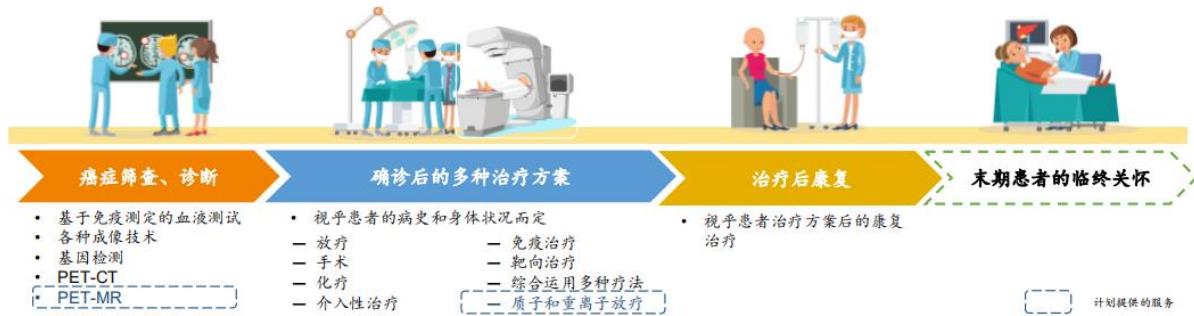 癌症筛查、诊断
确诊后的多种治疗方案
治疗后康复
末期患者的临终关怀
• 基于免疫测定的血液测试
• 各种成像技术
• 基因检测
• PET-CT
• PET-MR
• 视乎患者的病史和身体状况而定
— 放疗
— 手术
— 化疗
— 介入性治疗
— 免疫治疗
— 靶向治疗
— 综合运用多种疗法
— 质子和重离子放疗
• 视乎患者治疗方案后的康复
治疗
计划提供的服务